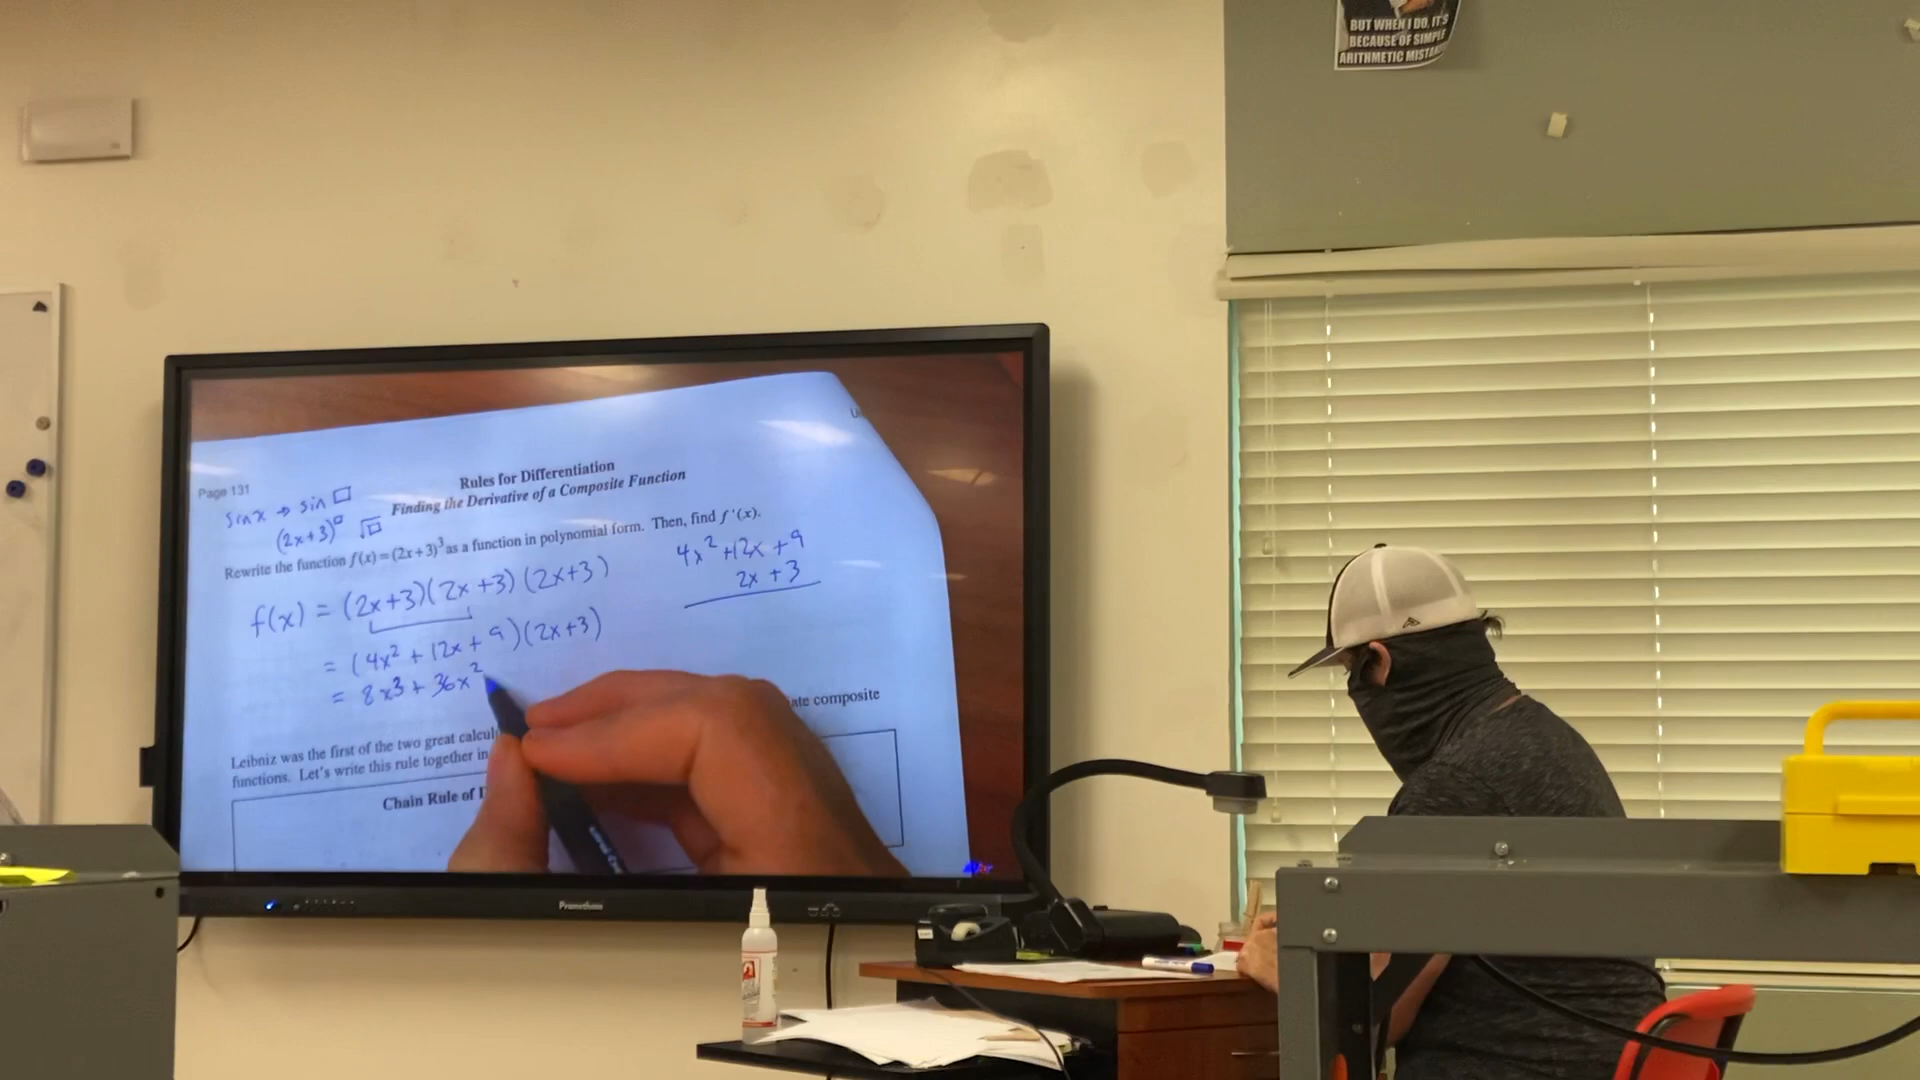 BUT WHEN I DO, IT'S
BECAUSE OF SIMPLE
ARITHMETIC
Page 131
Rules for Differentiation
Finding the Derivative of a Composite Function
sin x → sin □
(2x+3)^□ √□
Rewrite the function f(x) = (2x+3)³ as a function in polynomial form. Then, find f '(x).
f(x) = (2x+3)(2x+3)(2x+3)
= (4x² + 12x + 9)(2x+3)
= 8x³ + 36x²
4x² + 12x + 9
2x + 3
ate composite
Leibniz was the first of the two great calcul
functions. Let's write this rule together in
Chain Rule of
Promethean